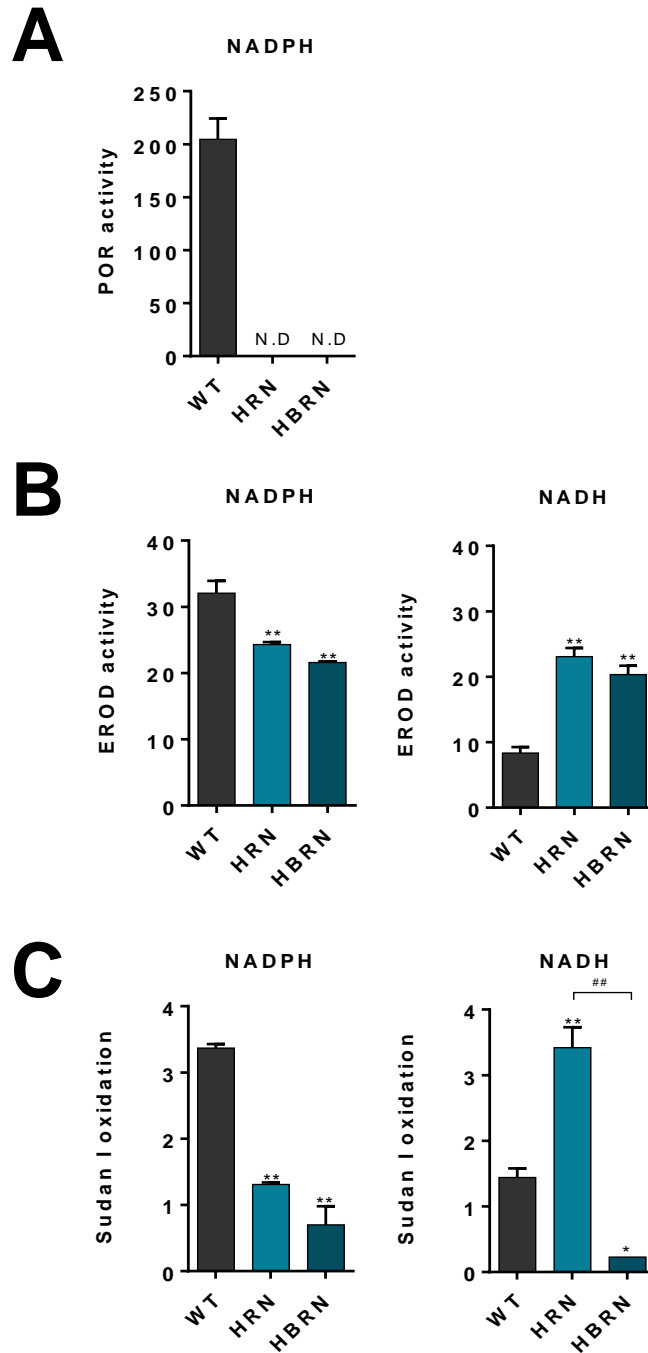 A
NADPH
POR activity
250
200
150
100
50
0
N.D
N.D
WT
HRN
HBRN
B
NADPH
EROD activity
40
30
20
10
0
**
**
WT
HRN
HBRN
NADH
EROD activity
40
30
20
10
0
**
**
WT
HRN
HBRN
C
NADPH
Sudan I oxidation
4
3
2
1
0
**
**
WT
HRN
HBRN
NADH
##
Sudan I oxidation
4
3
2
1
0
**
*
WT
HRN
HBRN